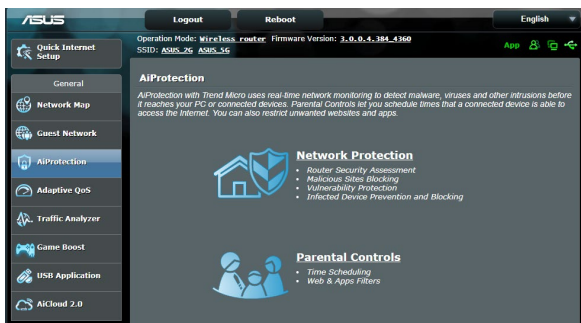 ASUS
Logout
Reboot
English
Quick Internet Setup
Operation Mode: Wireless router Firmware Version: 3.0.0.4.384_4360
SSID: ASUS_2G ASUS_5G
App
General
Network Map
Guest Network
AiProtection
Adaptive QoS
Traffic Analyzer
Game Boost
USB Application
AiCloud 2.0
AiProtection
AiProtection with Trend Micro uses real-time network monitoring to detect malware, viruses and other intrusions before
it reaches your PC or connected devices. Parental Controls let you schedule times that a connected device is able to
access the Internet. You can also restrict unwanted websites and apps.
Network Protection
• Router Security Assessment
• Malicious Sites Blocking
• Vulnerability Protection
• Infected Device Prevention and Blocking
Parental Controls
• Time Scheduling
• Web & Apps Filters